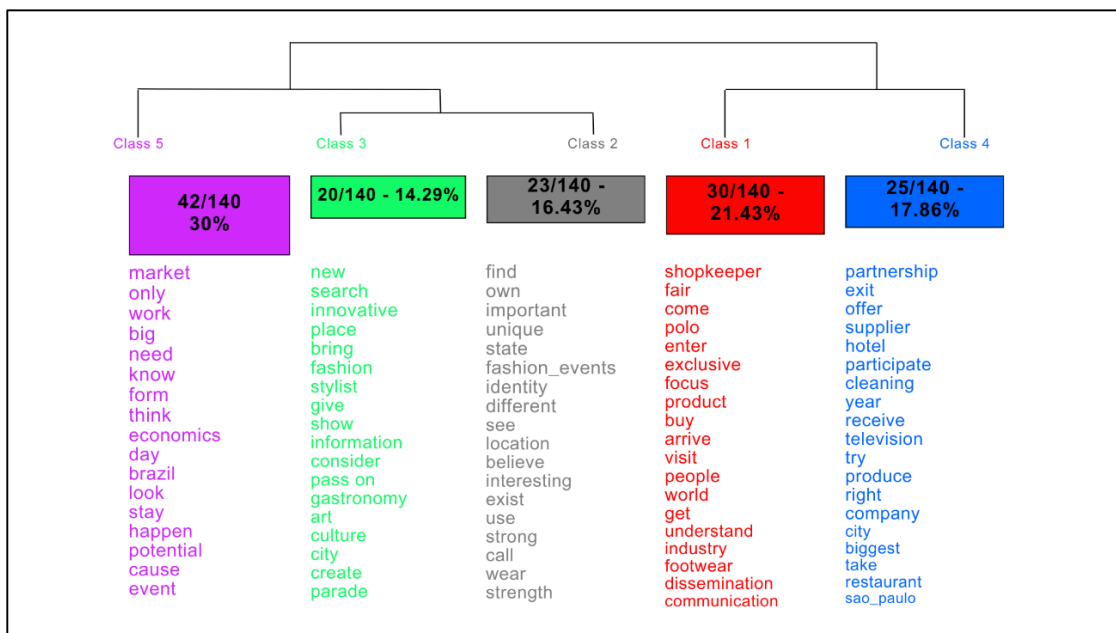 Class 5
Class 3
Class 2
Class 1
Class 4
42/140
30%
20/140 - 14.29%
23/140 -
16.43%
30/140 -
21.43%
25/140 -
17.86%
market
only
work
big
need
know
form
think
economics
day
brazil
look
stay
happen
potential
cause
event
new
search
innovative
place
bring
fashion
stylist
give
show
information
consider
pass on
gastronomy
art
culture
city
create
parade
find
own
important
unique
state
fashion_events
identity
different
see
location
believe
interesting
exist
use
strong
call
wear
strength
shopkeeper
fair
come
polo
enter
exclusive
focus
product
buy
arrive
visit
people
world
get
understand
industry
footwear
dissemination
communication
partnership
exit
offer
supplier
hotel
participate
cleaning
year
receive
television
try
produce
right
company
city
biggest
take
restaurant
sao_paulo